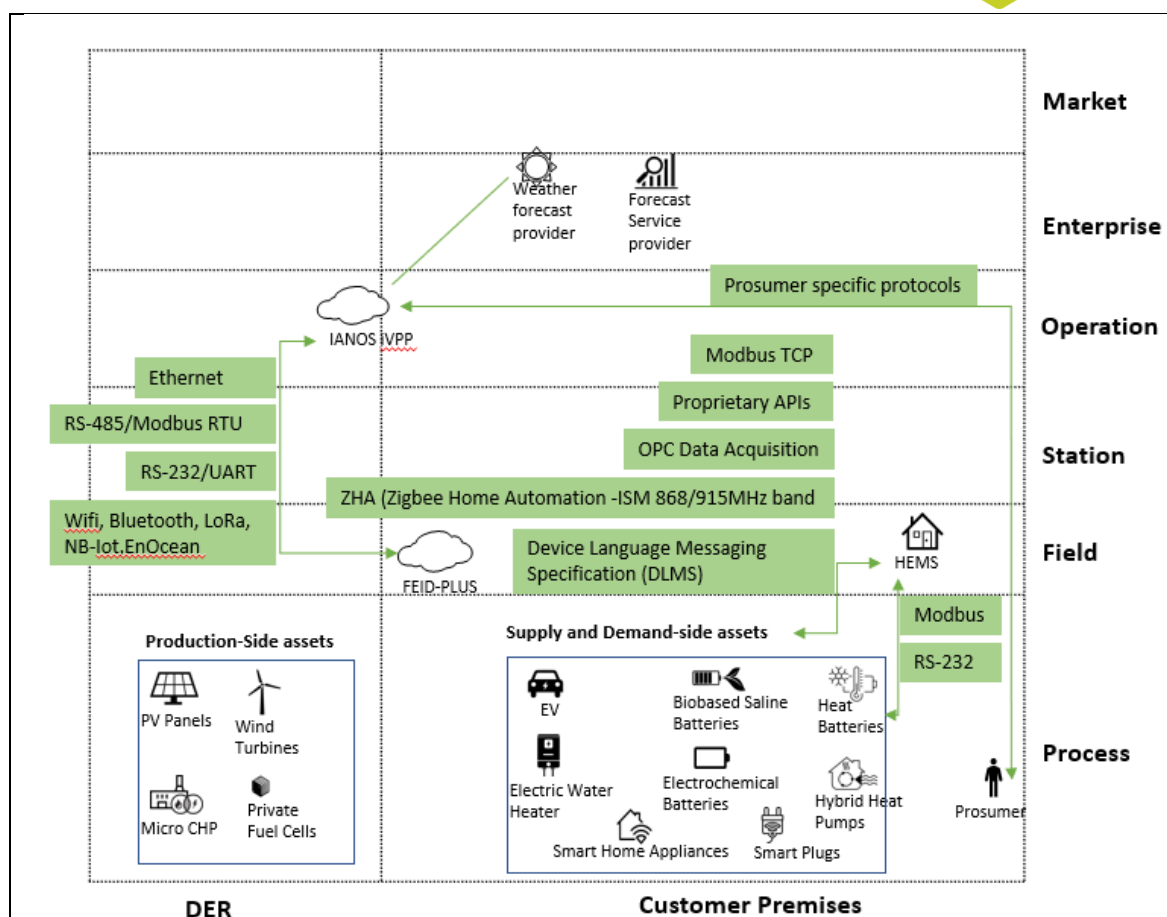 Market
Weather
forecast
provider
Forecast
Service
provider
Enterprise
Prosumer specific protocols
IANOS iVPP
Operation
Modbus TCP
Ethernet
Proprietary APIs
RS-485/Modbus RTU
OPC Data Acquisition
Station
RS-232/UART
ZHA (Zigbee Home Automation -ISM 868/915MHz band
Wifi, Bluetooth, LoRa,
NB-Iot.EnOcean
FEID-PLUS
Device Language Messaging
Specification (DLMS)
HEMS
Field
Modbus
RS-232
Production-Side assets
PV Panels
Wind
Turbines
Micro CHP
Private
Fuel Cells
Supply and Demand-side assets
EV
Biobased Saline
Batteries
Heat
Batteries
Electric Water
Heater
Electrochemical
Batteries
Hybrid Heat
Pumps
Smart Home Appliances
Smart Plugs
Prosumer
Process
DER
Customer Premises